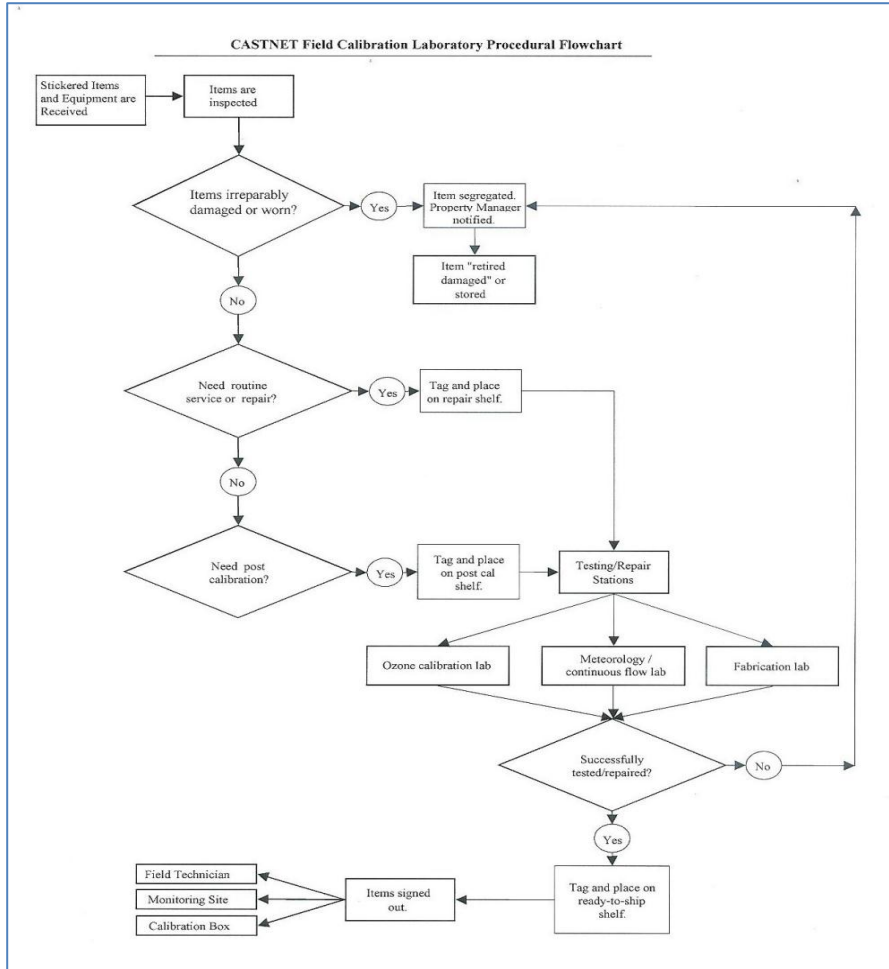 CASTNET Field Calibration Laboratory Procedural Flowchart
Stickered Items
and Equipment are
Received
Items are
inspected
Items irreparably
damaged or worn?
Yes
Item segregated.
Property Manager
notified.
Item "retired
damaged" or
stored
No
Need routine
service or repair?
Yes
Tag and place
on repair shelf.
No
Need post
calibration?
Yes
Tag and place
on post cal
shelf.
Testing/Repair
Stations
Ozone calibration lab
Meteorology /
continuous flow lab
Fabrication lab
Successfully
tested/repaired?
No
Yes
Tag and place on
ready-to-ship
shelf.
Items signed
out.
Field Technician
Monitoring Site
Calibration Box